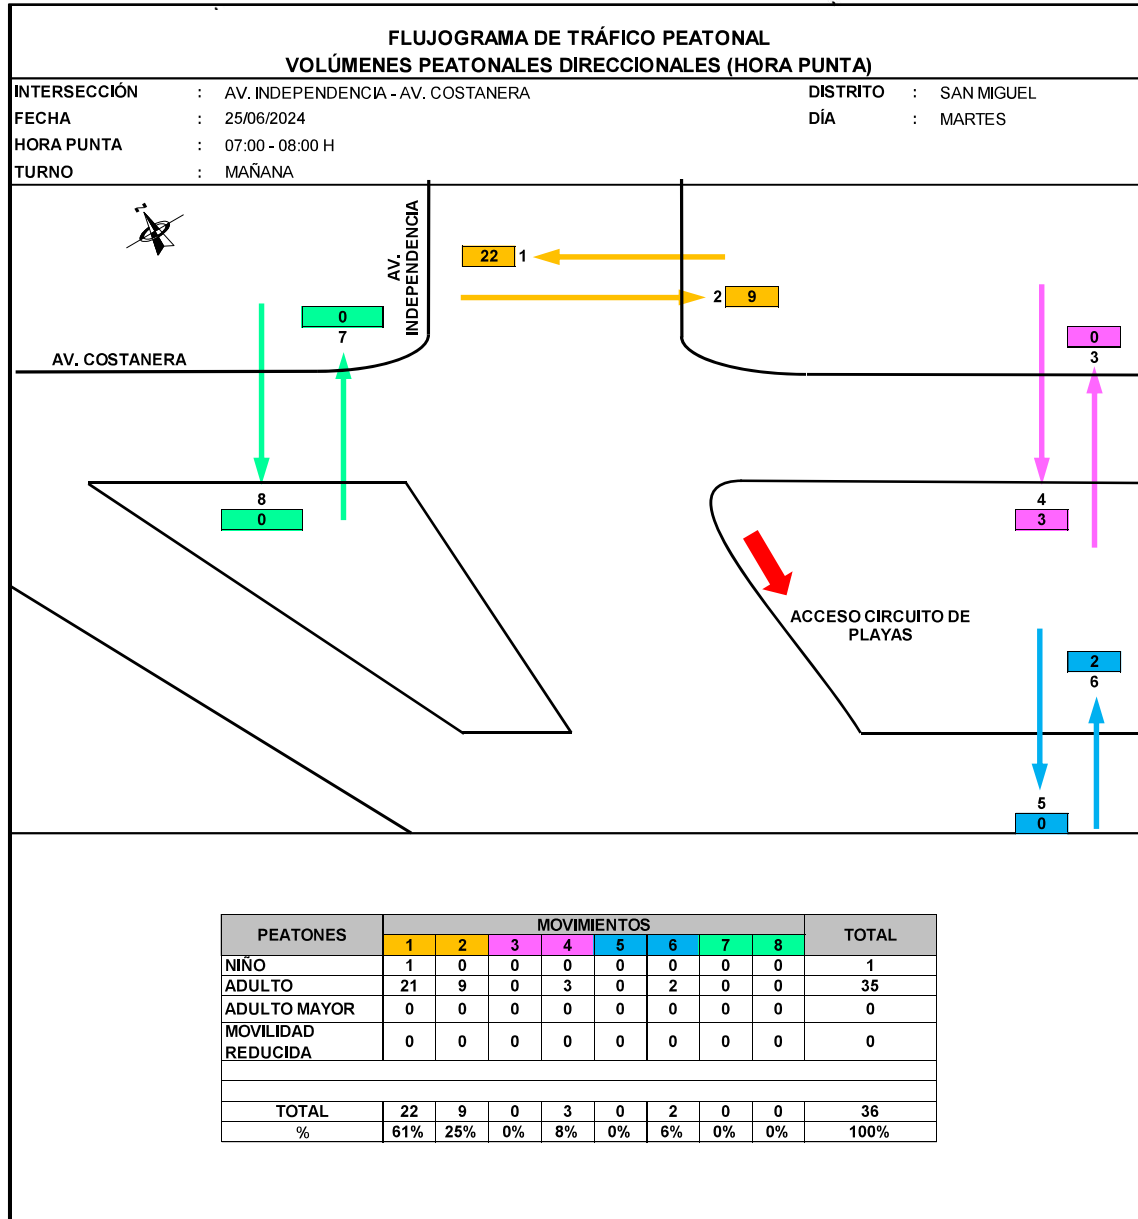 FLUJOGRAMA DE TRÁFICO PEATONAL
VOLÚMENES PEATONALES DIRECCIONALES (HORA PUNTA)
INTERSECCIÓN : AV. INDEPENDENCIA - AV. COSTANERA DISTRITO : SAN MIGUEL
FECHA : 25/06/2024 DÍA : MARTES
HORA PUNTA : 07:00 - 08:00 H
TURNO : MAÑANA
AV. INDEPENDENCIA
22 1
2 9
0
7
0
3
AV. COSTANERA
8
0
4
3
ACCESO CIRCUITO DE
PLAYAS
2
6
5
0
PEATONES MOVIMIENTOS TOTAL
1 2 3 4 5 6 7 8
NIÑO 1 0 0 0 0 0 0 0 1
ADULTO 21 9 0 3 0 2 0 0 35
ADULTO MAYOR 0 0 0 0 0 0 0 0 0
MOVILIDAD
REDUCIDA 0 0 0 0 0 0 0 0 0
TOTAL 22 9 0 3 0 2 0 0 36
% 61% 25% 0% 8% 0% 6% 0% 0% 100%